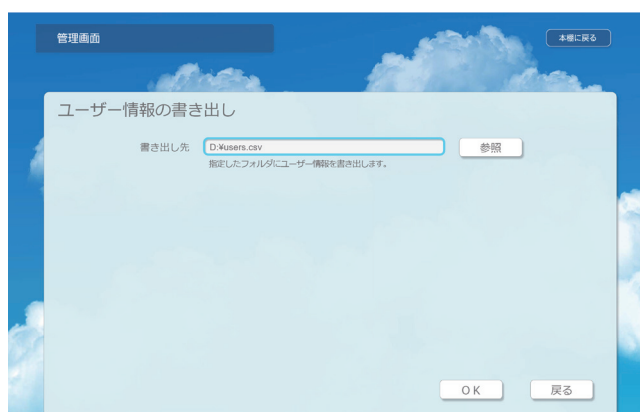 管理画面
本棚に戻る
ユーザー情報の書き出し
書き出し先 D:¥users.csv 参照
指定したフォルダにユーザー情報を書き出します。
OK 戻る